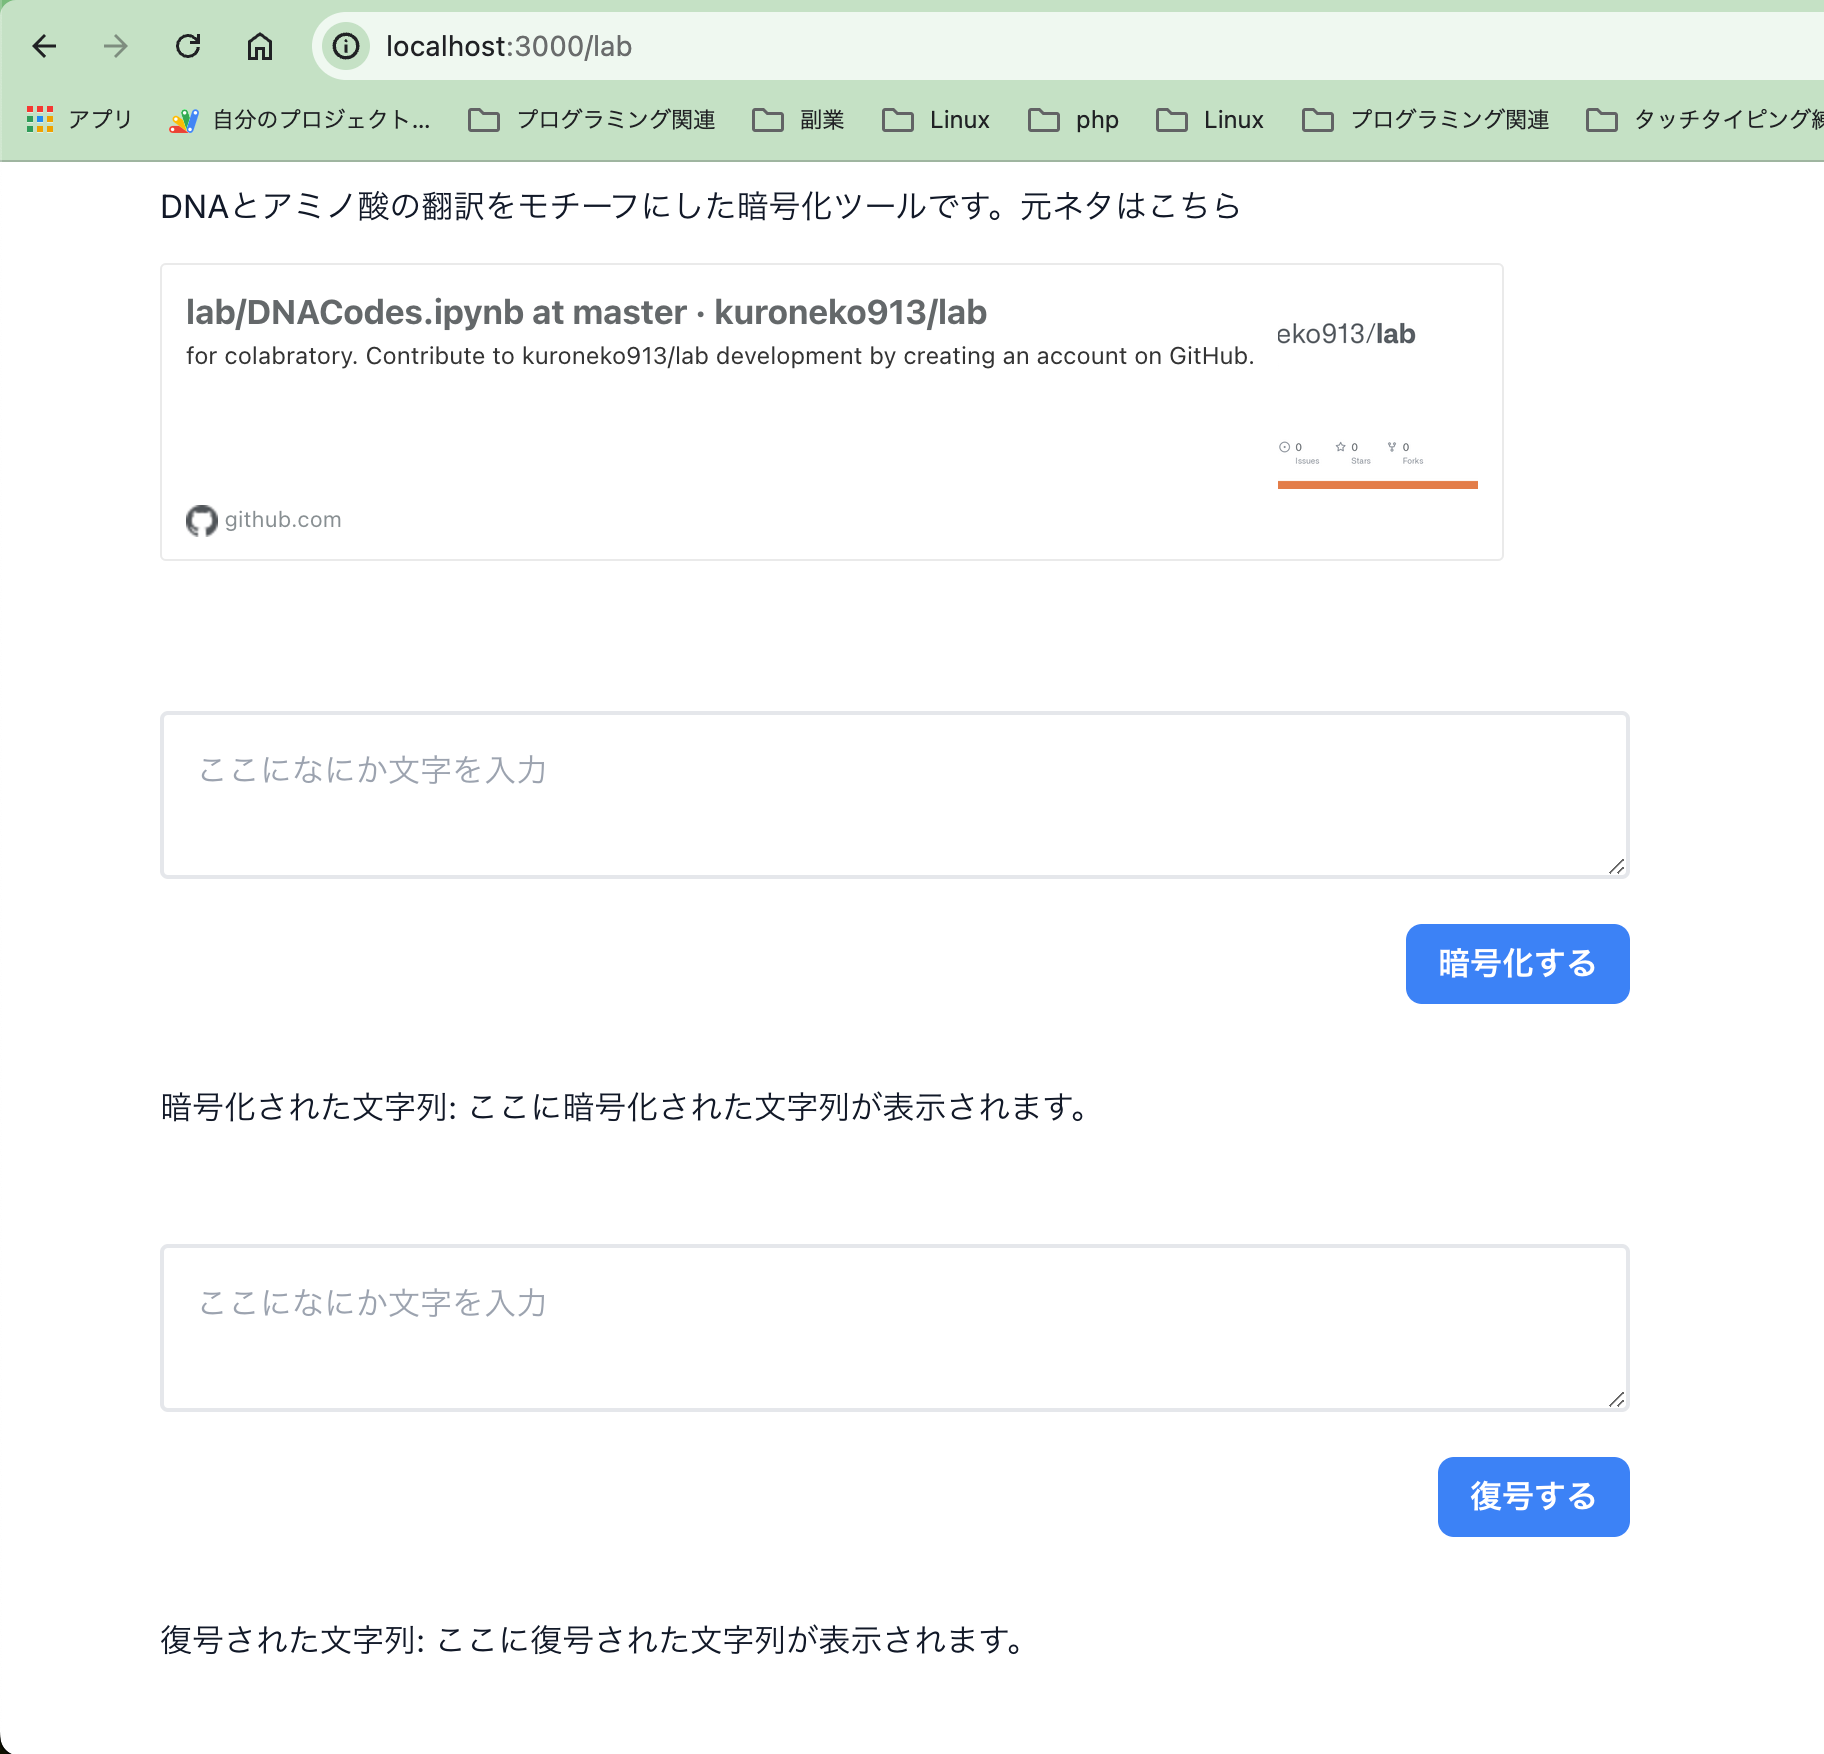 localhost:3000/lab
アプリ 自分のプロジェクト... プログラミング関連 副業 Linux php Linux プログラミング関連 タッチタイピング
DNAとアミノ酸の翻訳をモチーフにした暗号化ツールです。元ネタはこちら
lab/DNACodes.ipynb at master · kuroneko913/lab
for colabratory. Contribute to kuroneko913/lab development by creating an account on GitHub.
eko913/lab
0 0 0
Issues Stars Forks
github.com
ここになにか文字を入力
暗号化する
暗号化された文字列: ここに暗号化された文字列が表示されます。
ここになにか文字を入力
復号する
復号された文字列: ここに復号された文字列が表示されます。